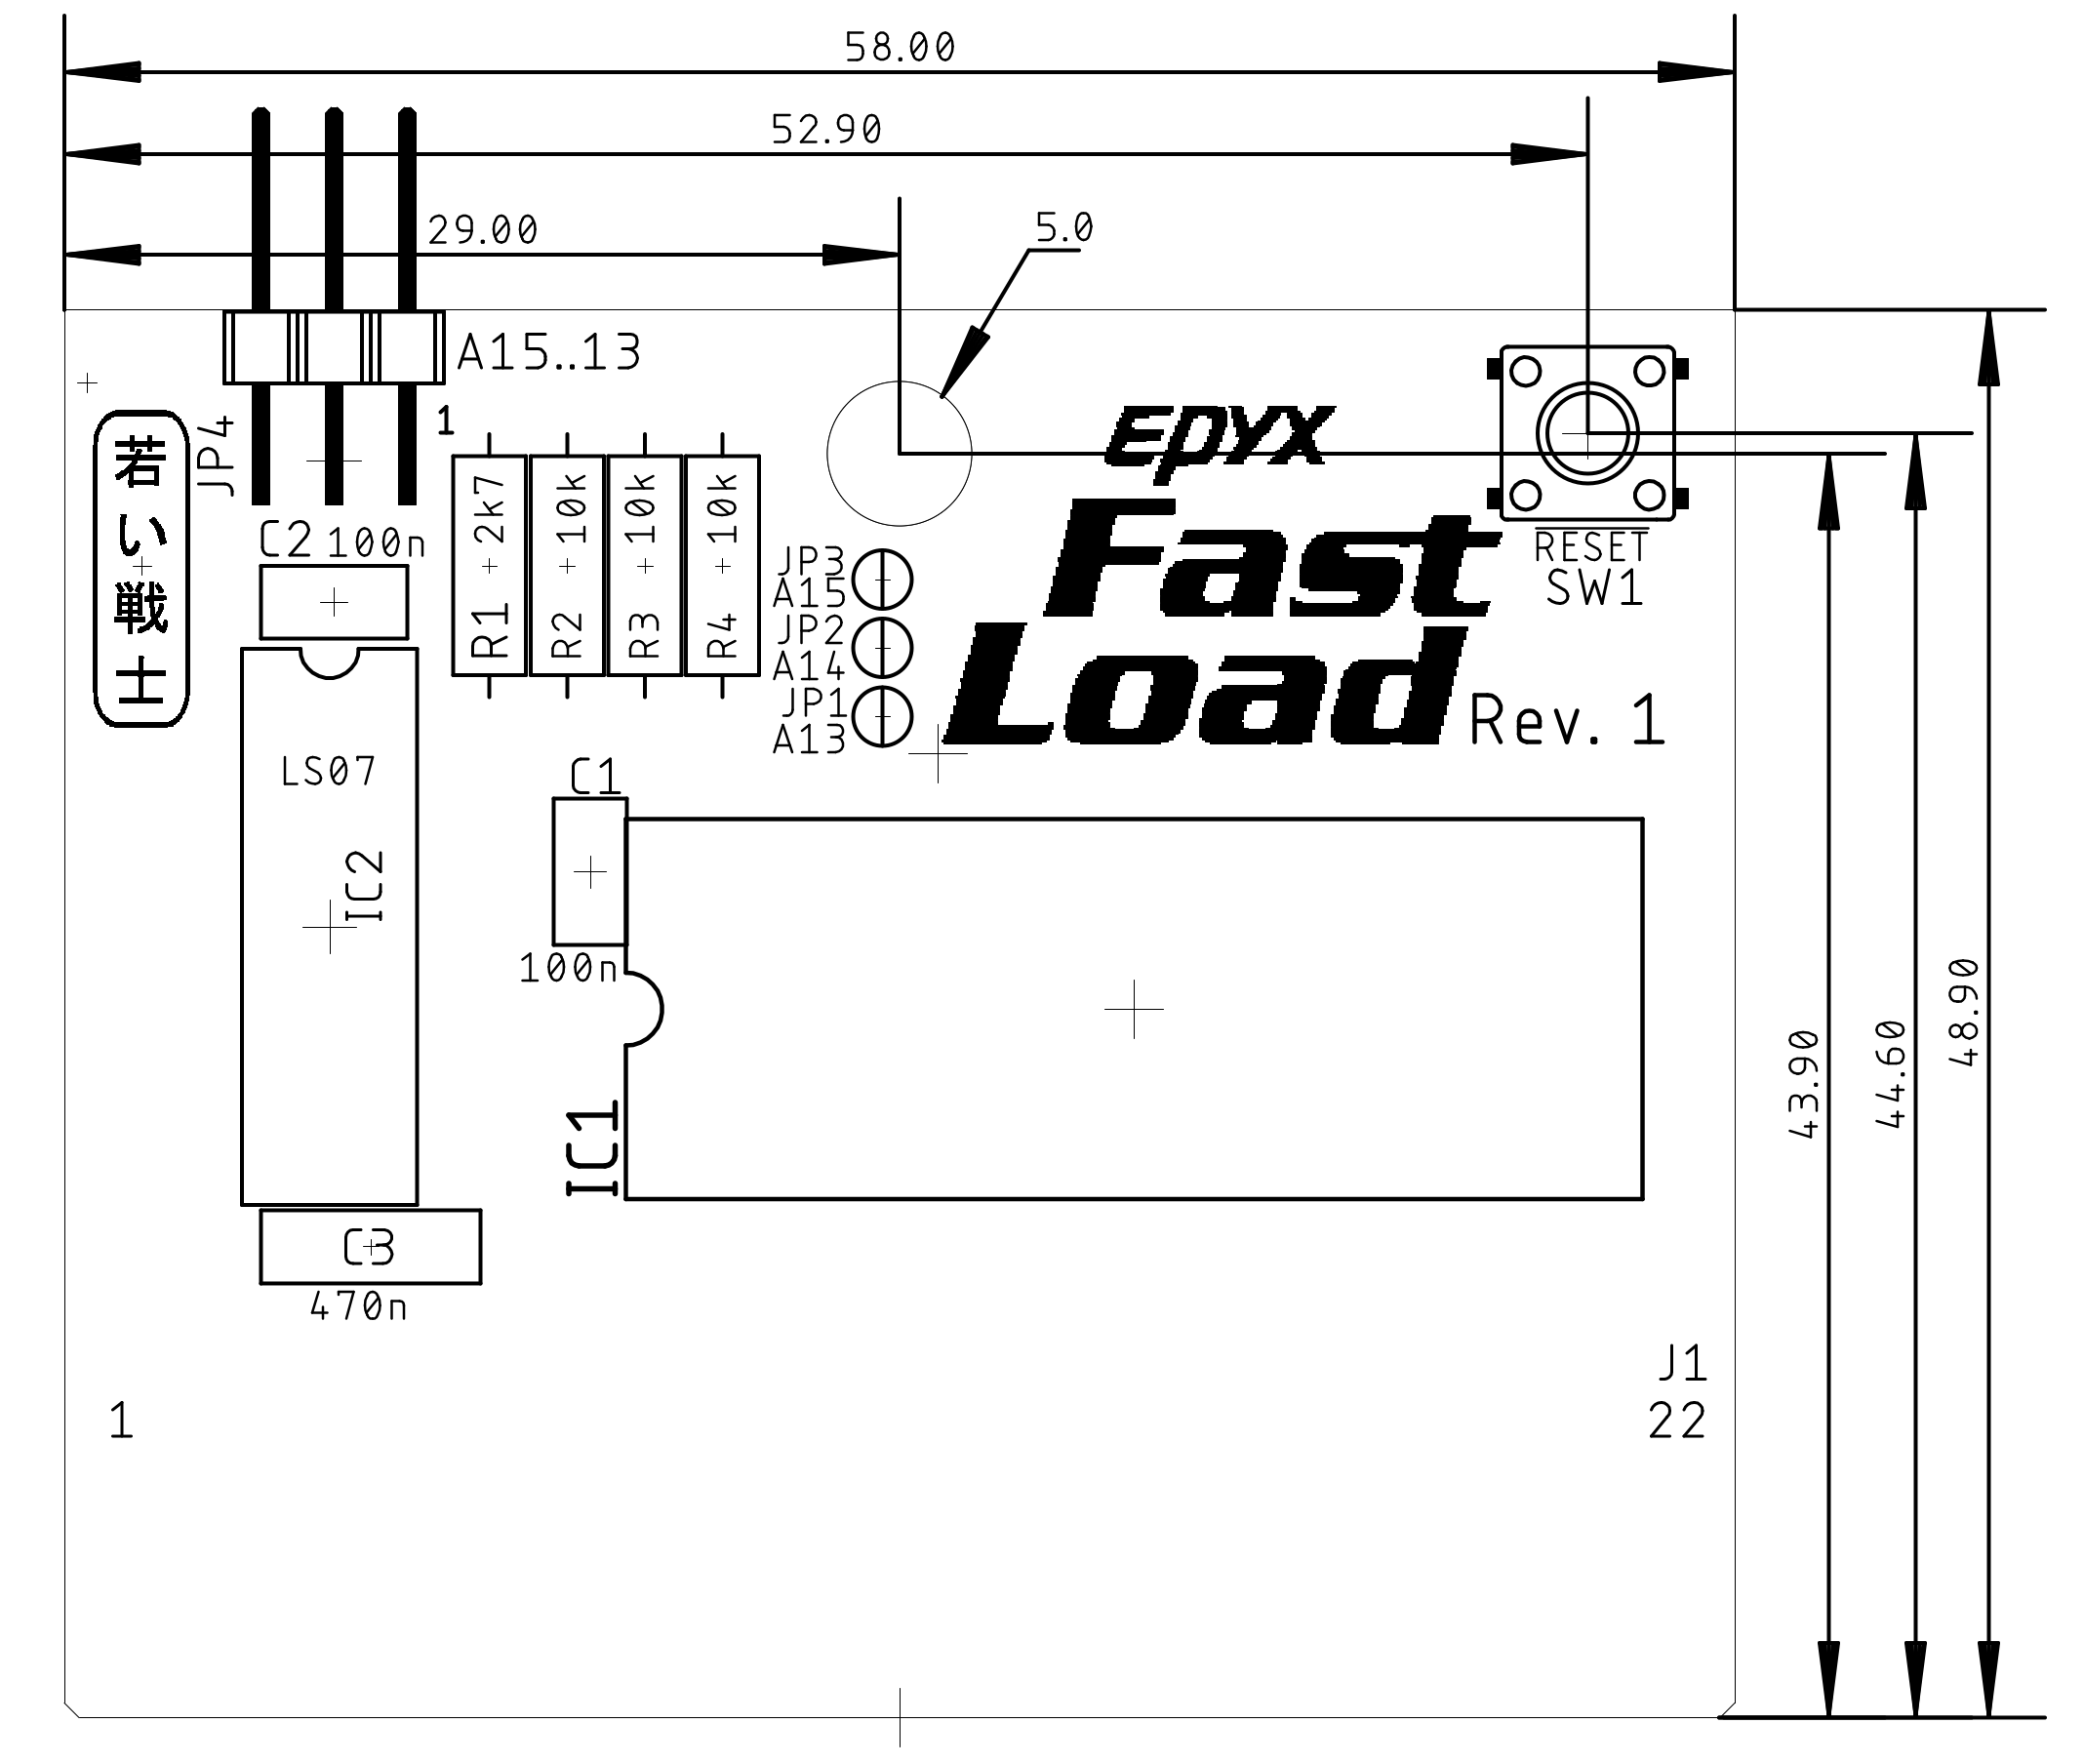 58.00
52.90
29.00
5.0
A15..13
JP4
1
若い戦士
C2 100n
R1 2k7
R2 10k
R3 10k
R4 10k
JP3
A15
JP2
A14
JP1
A13
epyx
Fast
Load
Rev. 1
RESET
SW1
LS07
IC2
C1
100n
IC1
C3
470n
43.90
44.60
48.90
1
J1
22